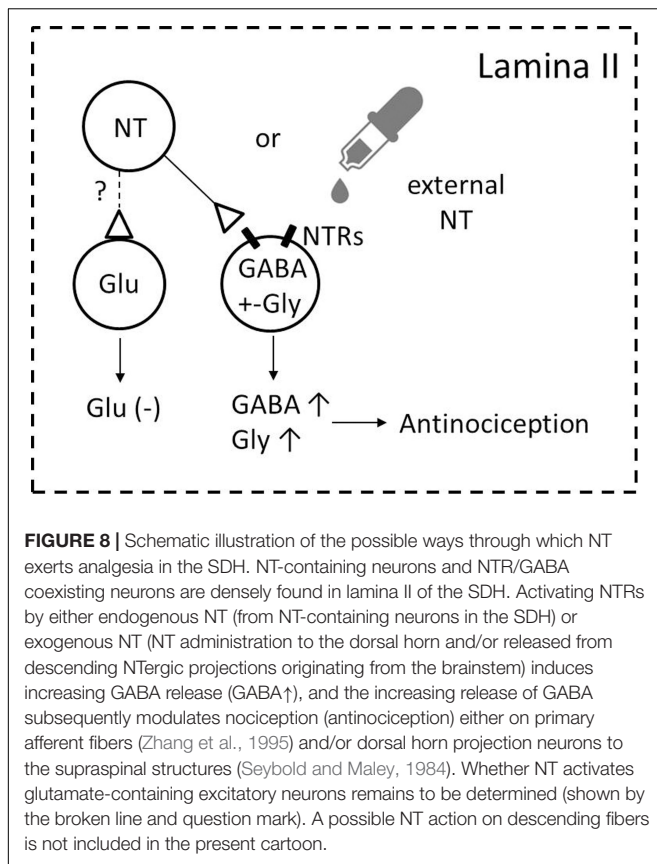 Lamina II
NT
or
?
external
NT
NTRs
Glu
GABA
+-Gly
Glu (-)
GABA ↑
Gly ↑
Antinociception
FIGURE 8 | Schematic illustration of the possible ways through which NT
exerts analgesia in the SDH. NT-containing neurons and NTR/GABA
coexisting neurons are densely found in lamina II of the SDH. Activating NTRs
by either endogenous NT (from NT-containing neurons in the SDH) or
exogenous NT (NT administration to the dorsal horn and/or released from
descending NTergic projections originating from the brainstem) induces
increasing GABA release (GABA↑), and the increasing release of GABA
subsequently modulates nociception (antinociception) either on primary
afferent fibers (Zhang et al., 1995) and/or dorsal horn projection neurons to
the supraspinal structures (Seybold and Maley, 1984). Whether NT activates
glutamate-containing excitatory neurons remains to be determined (shown by
the broken line and question mark). A possible NT action on descending fibers
is not included in the present cartoon.